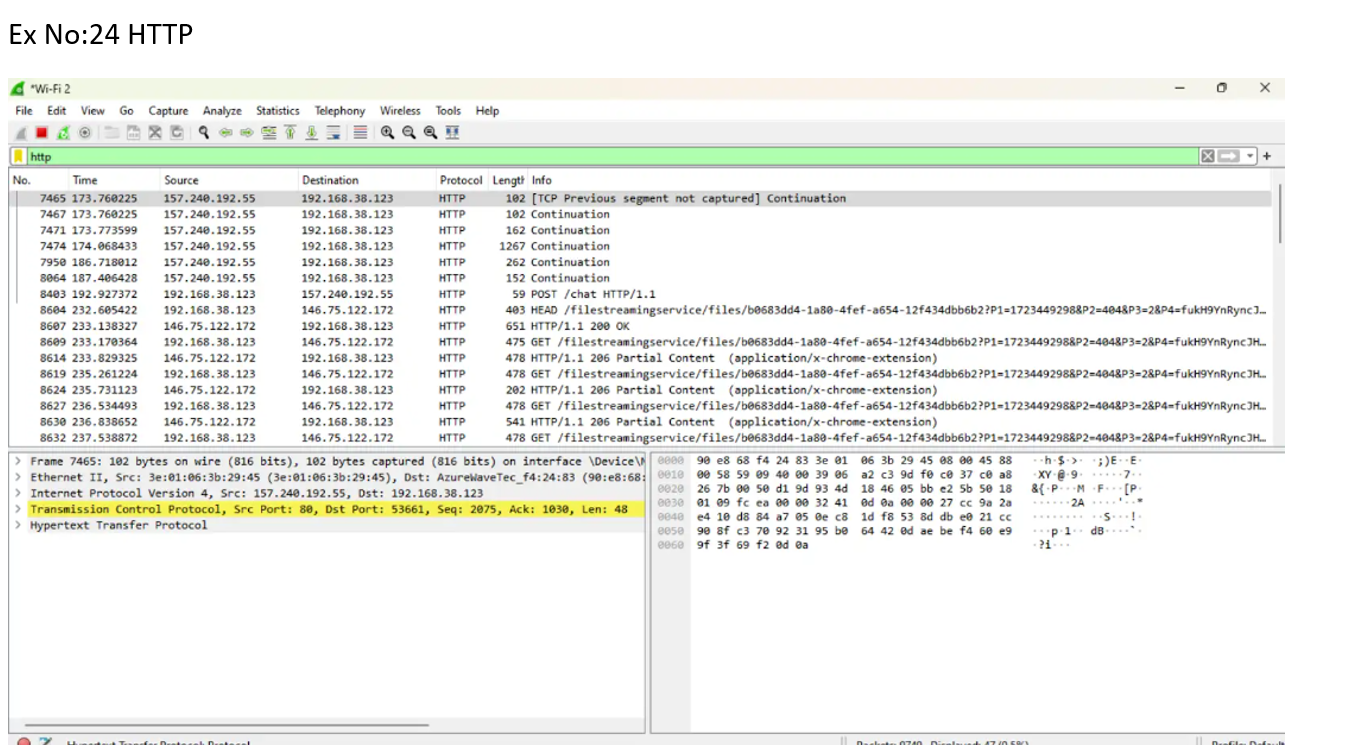 Ex No:24 HTTP
*Wi-Fi 2
File Edit View Go Capture Analyze Statistics Telephony Wireless Tools Help
http
No. Time Source Destination Protocol Length Info
7465 173.760225 157.240.192.55 192.168.38.123 HTTP 102 [TCP Previous segment not captured] Continuation
7467 173.760225 157.240.192.55 192.168.38.123 HTTP 102 Continuation
7471 173.773599 157.240.192.55 192.168.38.123 HTTP 162 Continuation
7474 174.068433 157.240.192.55 192.168.38.123 HTTP 1267 Continuation
7950 186.718012 157.240.192.55 192.168.38.123 HTTP 262 Continuation
8064 187.406428 157.240.192.55 192.168.38.123 HTTP 152 Continuation
8403 192.927372 192.168.38.123 157.240.192.55 HTTP 59 POST /chat HTTP/1.1
8604 232.605422 192.168.38.123 146.75.122.172 HTTP 403 HEAD /filestreamingservice/files/b0683dd4-1a80-4fef-a654-12f434dbb6b2?P1=1723449298&P2=404&P3=2&P4=fukH9YnRyncJ…
8607 233.138327 146.75.122.172 192.168.38.123 HTTP 651 HTTP/1.1 200 OK
8609 233.170364 192.168.38.123 146.75.122.172 HTTP 475 GET /filestreamingservice/files/b0683dd4-1a80-4fef-a654-12f434dbb6b2?P1=1723449298&P2=404&P3=2&P4=fukH9YnRyncJH…
8614 233.829325 146.75.122.172 192.168.38.123 HTTP 478 HTTP/1.1 206 Partial Content (application/x-chrome-extension)
8619 235.261224 192.168.38.123 146.75.122.172 HTTP 478 GET /filestreamingservice/files/b0683dd4-1a80-4fef-a654-12f434dbb6b2?P1=1723449298&P2=404&P3=2&P4=fukH9YnRyncJH…
8624 235.731123 146.75.122.172 192.168.38.123 HTTP 202 HTTP/1.1 206 Partial Content (application/x-chrome-extension)
8627 236.534493 192.168.38.123 146.75.122.172 HTTP 478 GET /filestreamingservice/files/b0683dd4-1a80-4fef-a654-12f434dbb6b2?P1=1723449298&P2=404&P3=2&P4=fukH9YnRyncJH…
8630 236.838652 146.75.122.172 192.168.38.123 HTTP 541 HTTP/1.1 206 Partial Content (application/x-chrome-extension)
8632 237.538872 192.168.38.123 146.75.122.172 HTTP 478 GET /filestreamingservice/files/b0683dd4-1a80-4fef-a654-12f434dbb6b2?P1=1723449298&P2=404&P3=2&P4=fukH9YnRyncJH…
Frame 7465: 102 bytes on wire (816 bits), 102 bytes captured (816 bits) on interface \Device\
Ethernet II, Src: 3e:01:06:3b:29:45 (3e:01:06:3b:29:45), Dst: AzureWaveTec_f4:24:83 (90:e8:68:
Internet Protocol Version 4, Src: 157.240.192.55, Dst: 192.168.38.123
Transmission Control Protocol, Src Port: 80, Dst Port: 53661, Seq: 2075, Ack: 1030, Len: 48
Hypertext Transfer Protocol
0000 90 e8 68 f4 24 83 3e 01 06 3b 29 45 08 00 45 88 ··h·$·>· ·;)E··E·
0010 00 58 59 09 40 00 39 06 a2 c3 9d f0 c0 37 c0 a8 ·XY·@·9· ·····7··
0020 26 7b 00 50 d1 9d 93 4d 18 46 05 bb e2 5b 50 18 &{·P···M ·F···[P·
0030 01 09 fc ea 00 00 32 41 0d 0a 00 00 27 cc 9a 2a ······2A ····'··*
0040 e4 10 d8 84 a7 05 0e c8 1d f8 53 8d db e0 21 cc ········ ··S···!·
0050 90 8f c3 70 92 31 95 b0 64 42 0d ae be f4 60 e9 ···p·1·· dB····`·
0060 9f 3f 69 f2 0d 0a ·?i···
Hypertext Transfer Protocol: Protocol
Packets: 9740 · Displayed: 47 (0.5%)
Profile: Default